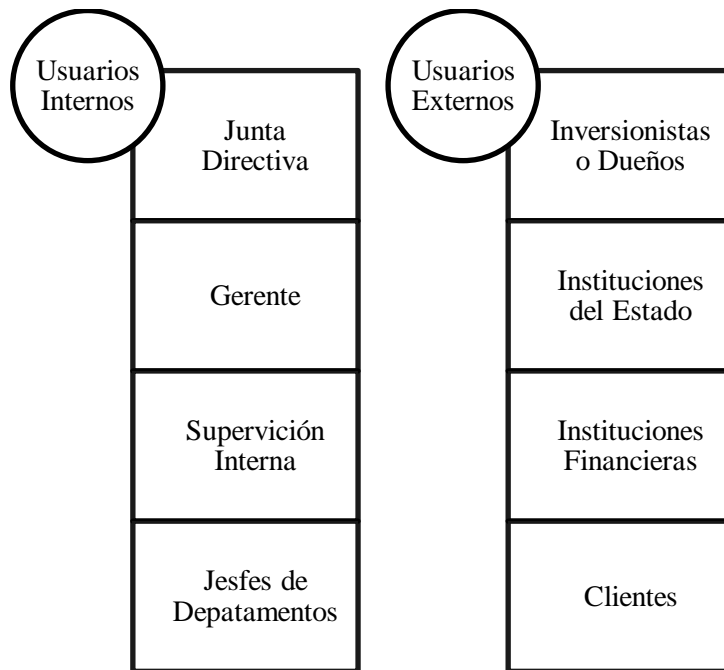 Usuarios
Internos
Junta
Directiva
Gerente
Supervición
Interna
Jesfes de
Depatamentos
Usuarios
Externos
Inversionistas
o Dueños
Instituciones
del Estado
Instituciones
Financieras
Clientes